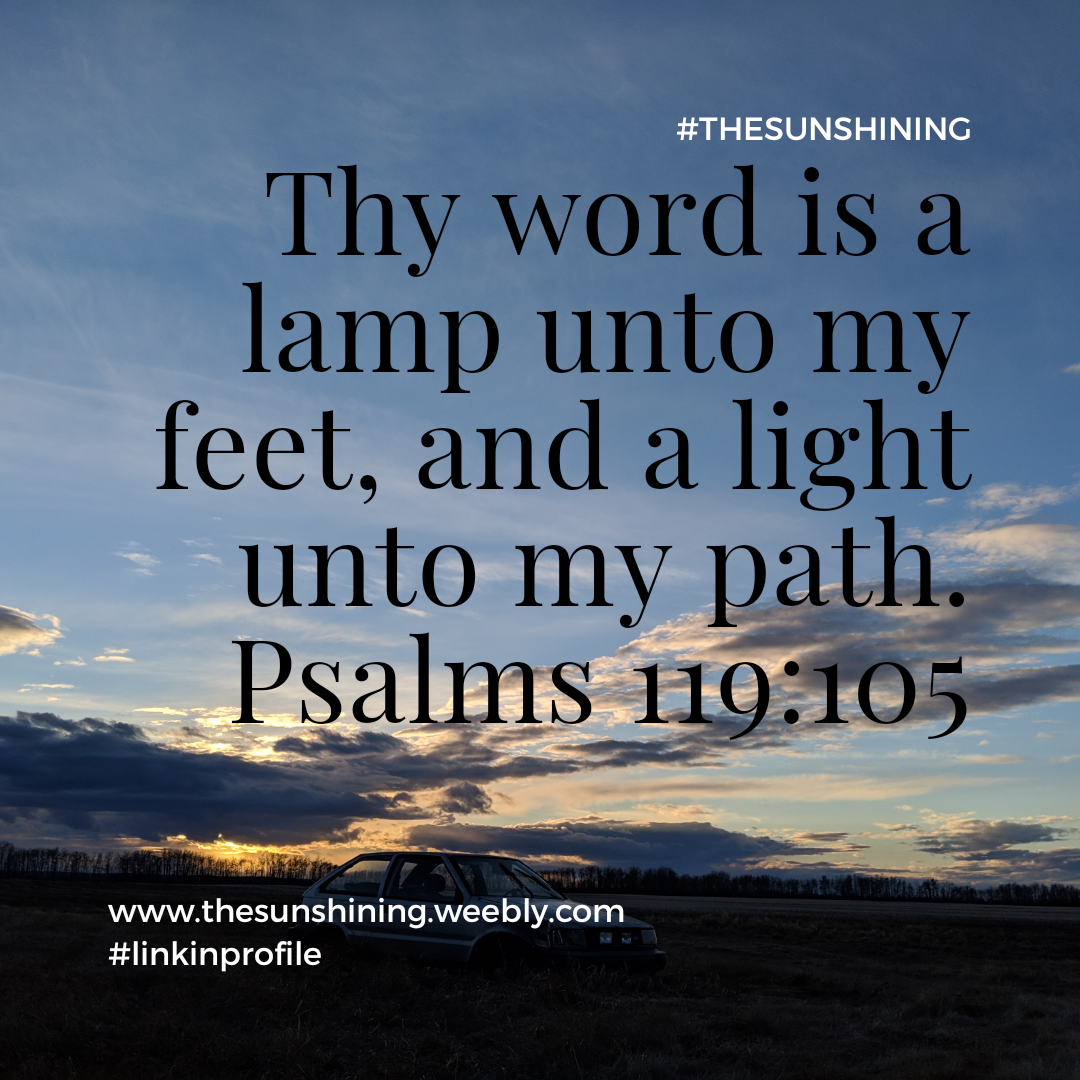 #THESUNSHINING
Thy word is a
lamp unto my
feet, and a light
unto my path.
Psalms 119:105
www.thesunshining.weebly.com
#linkinprofile